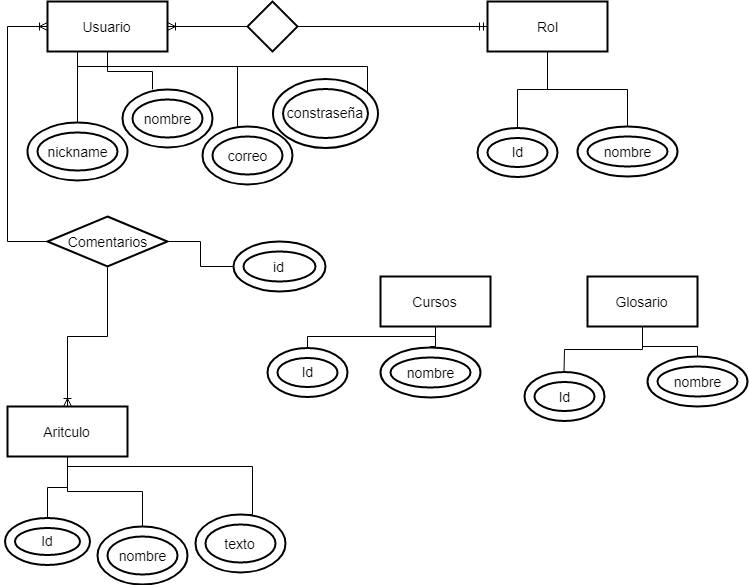 Usuario
Rol
nickname
nombre
correo
constraseña
Id
nombre
Comentarios
id
Cursos
Id
nombre
Glosario
Id
nombre
Aritculo
Id
nombre
texto